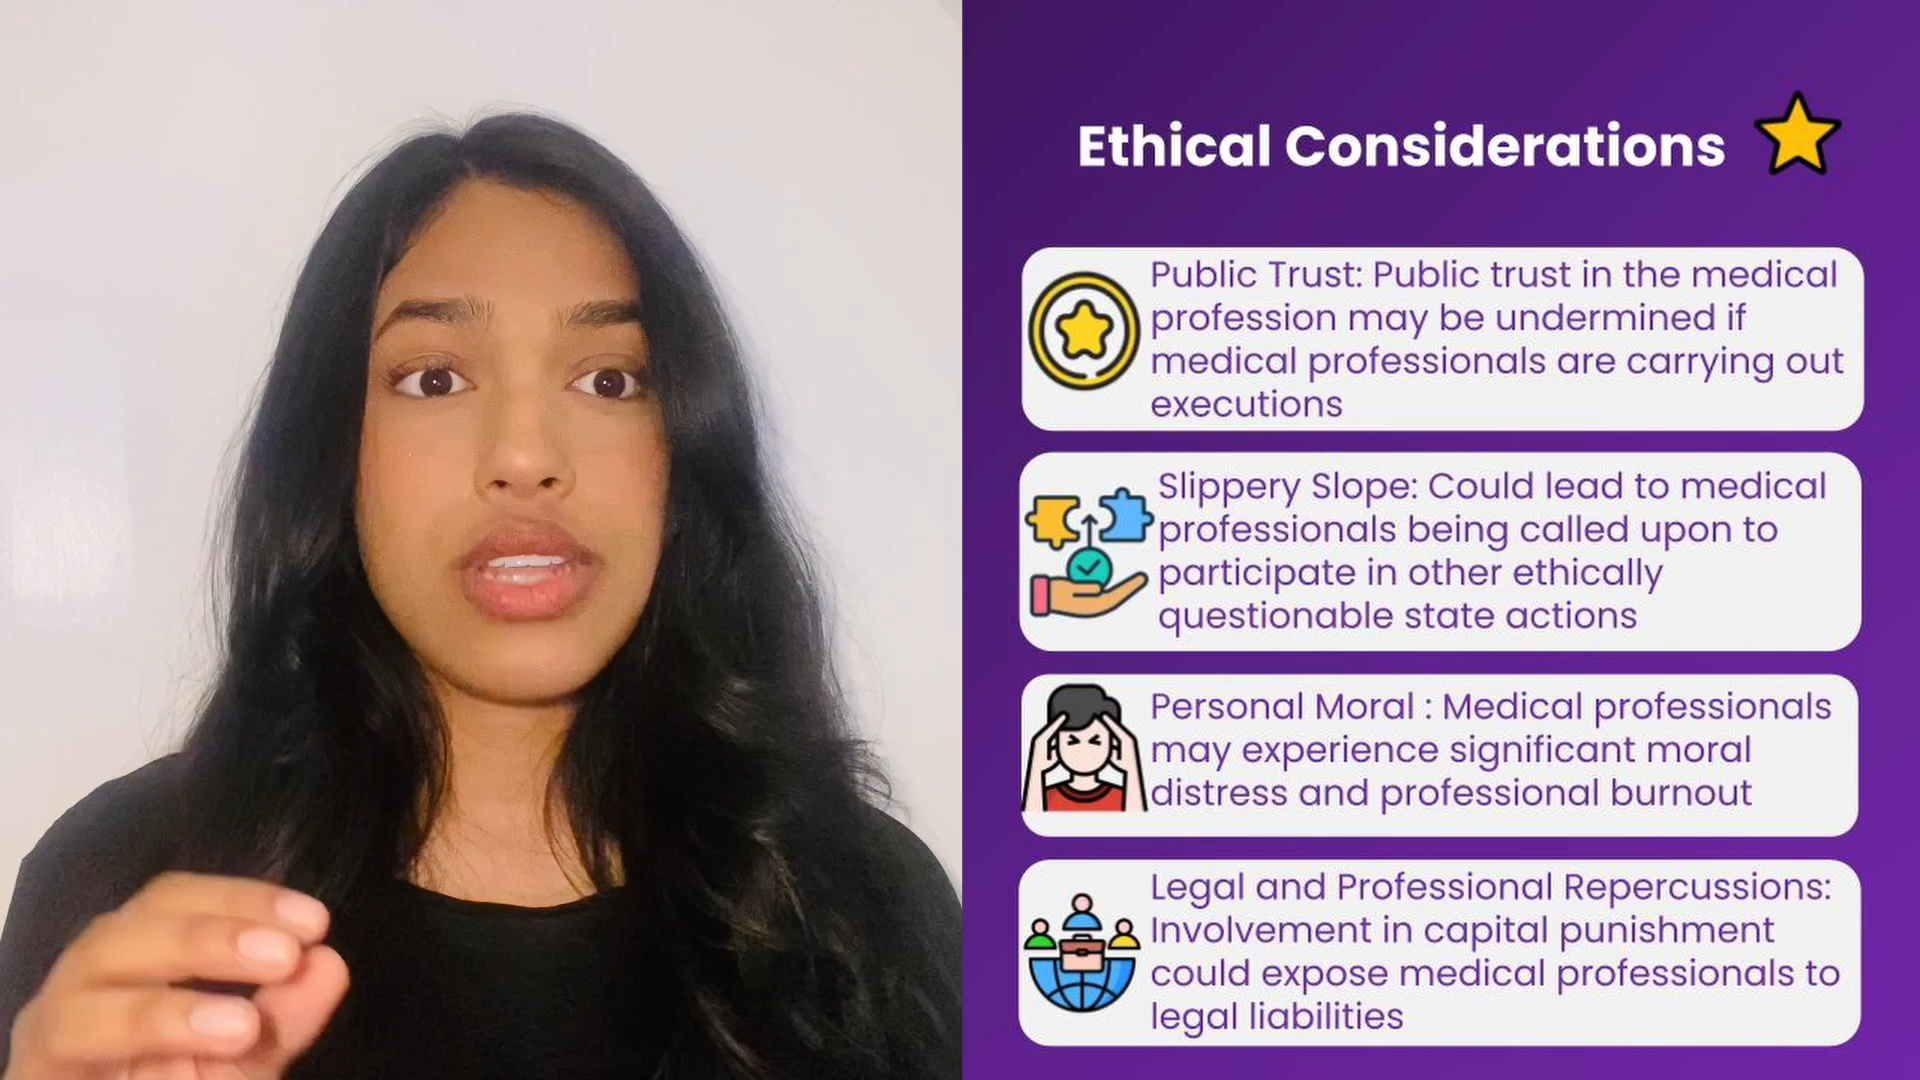 Ethical Considerations
Public Trust: Public trust in the medical
profession may be undermined if
medical professionals are carrying out
executions
Slippery Slope: Could lead to medical
professionals being called upon to
participate in other ethically
questionable state actions
Personal Moral : Medical professionals
may experience significant moral
distress and professional burnout
Legal and Professional Repercussions:
Involvement in capital punishment
could expose medical professionals to
legal liabilities